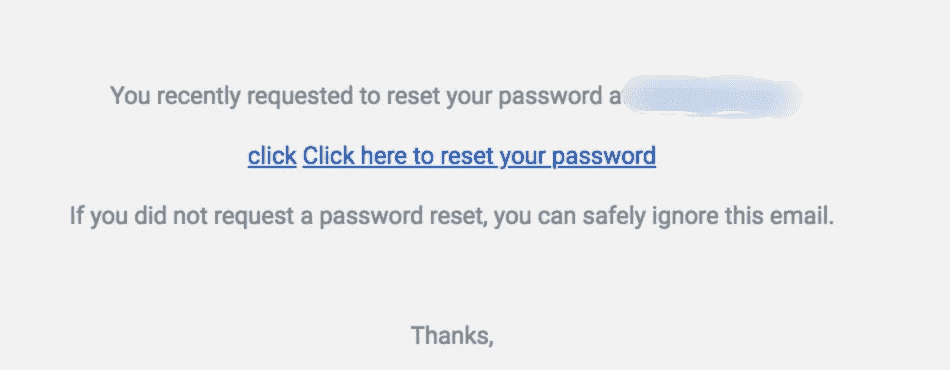 You recently requested to reset your password a
click Click here to reset your password
If you did not request a password reset, you can safely ignore this email.
Thanks,